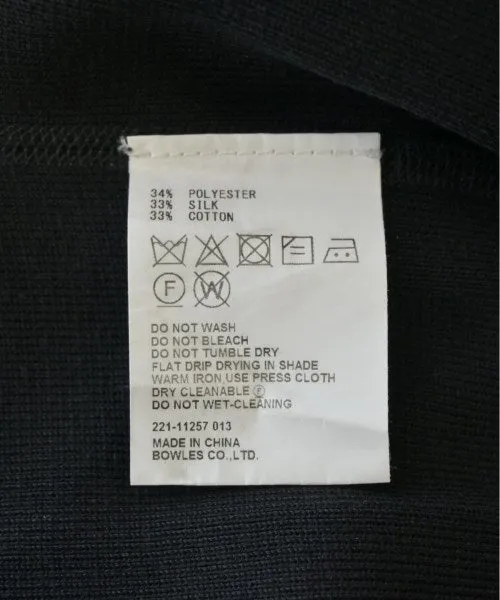 34% POLYESTER
33% SILK
33% COTTON
F W
DO NOT WASH
DO NOT BLEACH
DO NOT TUMBLE DRY
FLAT DRIP DRYING IN SHADE
WARM IRON,USE PRESS CLOTH
DRY CLEANABLE Ⓕ
DO NOT WET-CLEANING
221-11257 013
MADE IN CHINA
BOWLES CO.,LTD.